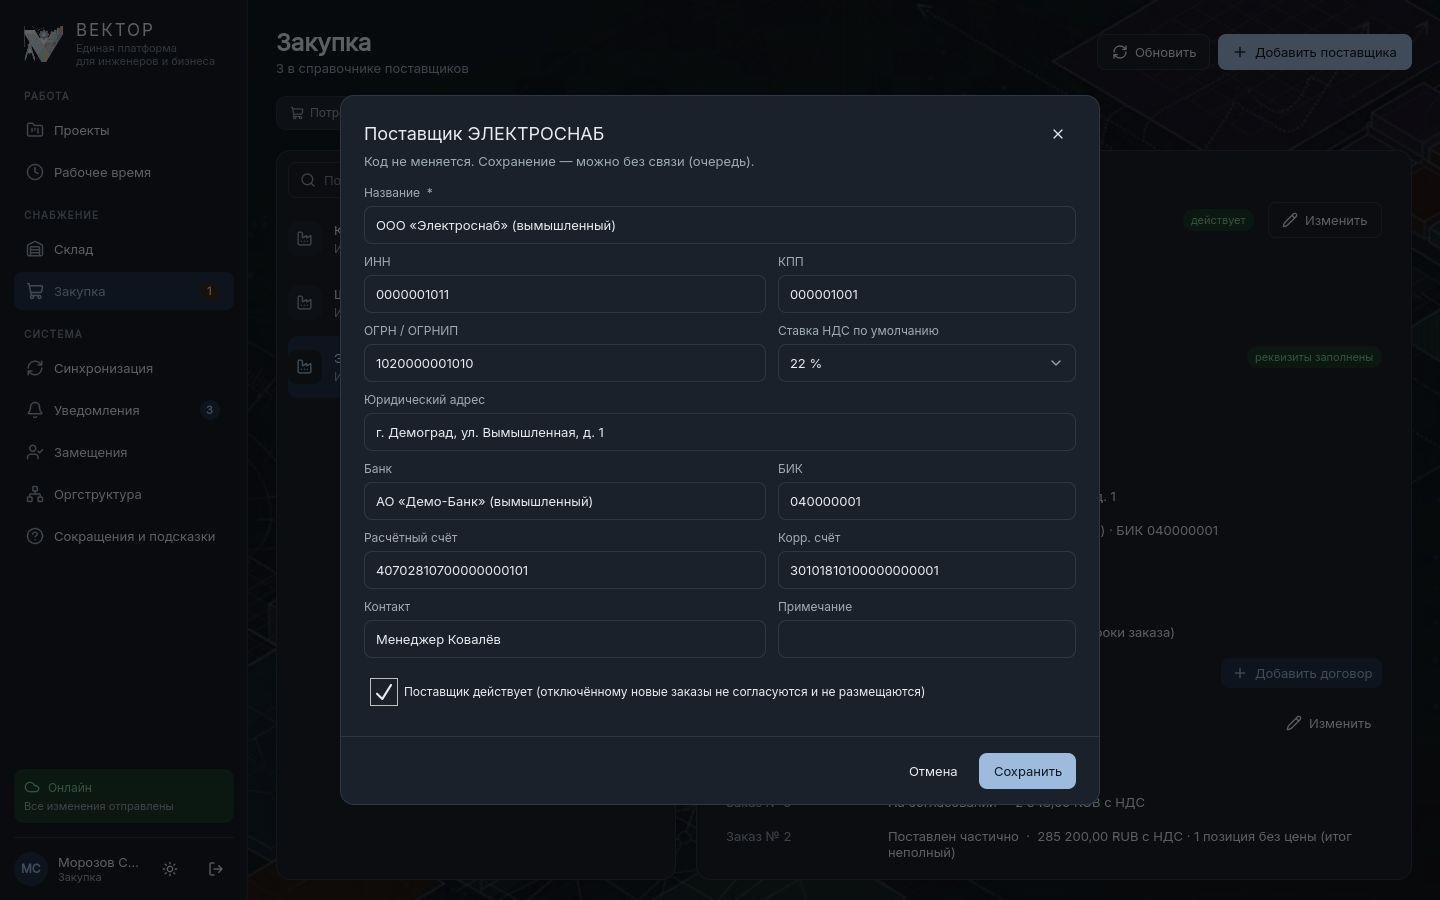 ВЕКТОР
Единая платформа
для инженеров и бизнеса
РАБОТА
Проекты
Рабочее время
СНАБЖЕНИЕ
Склад
Закупка 1
СИСТЕМА
Синхронизация
Уведомления 3
Замещения
Оргструктура
Сокращения и подсказки
Онлайн
Все изменения отправлены
МС
Морозов С...
Закупка
Закупка
3 в справочнике поставщиков
Обновить
Добавить поставщика
действует
Изменить
реквизиты заполнены
д. 1
) · БИК 040000001
роки заказа)
Добавить договор
Изменить
Заказ № 2
Поставлен частично · 285 200,00 RUB с НДС · 1 позиция без цены (итог
неполный)
Поставщик ЭЛЕКТРОСНАБ
Код не меняется. Сохранение — можно без связи (очередь).
Название *
ООО «Электроснаб» (вымышленный)
ИНН
КПП
0000001011
000001001
ОГРН / ОГРНИП
Ставка НДС по умолчанию
1020000001010
22 %
Юридический адрес
г. Демоград, ул. Вымышленная, д. 1
Банк
БИК
АО «Демо-Банк» (вымышленный)
040000001
Расчётный счёт
Корр. счёт
40702810700000000101
30101810100000000001
Контакт
Примечание
Менеджер Ковалёв
Поставщик действует (отключённому новые заказы не согласуются и не размещаются)
Отмена
Сохранить